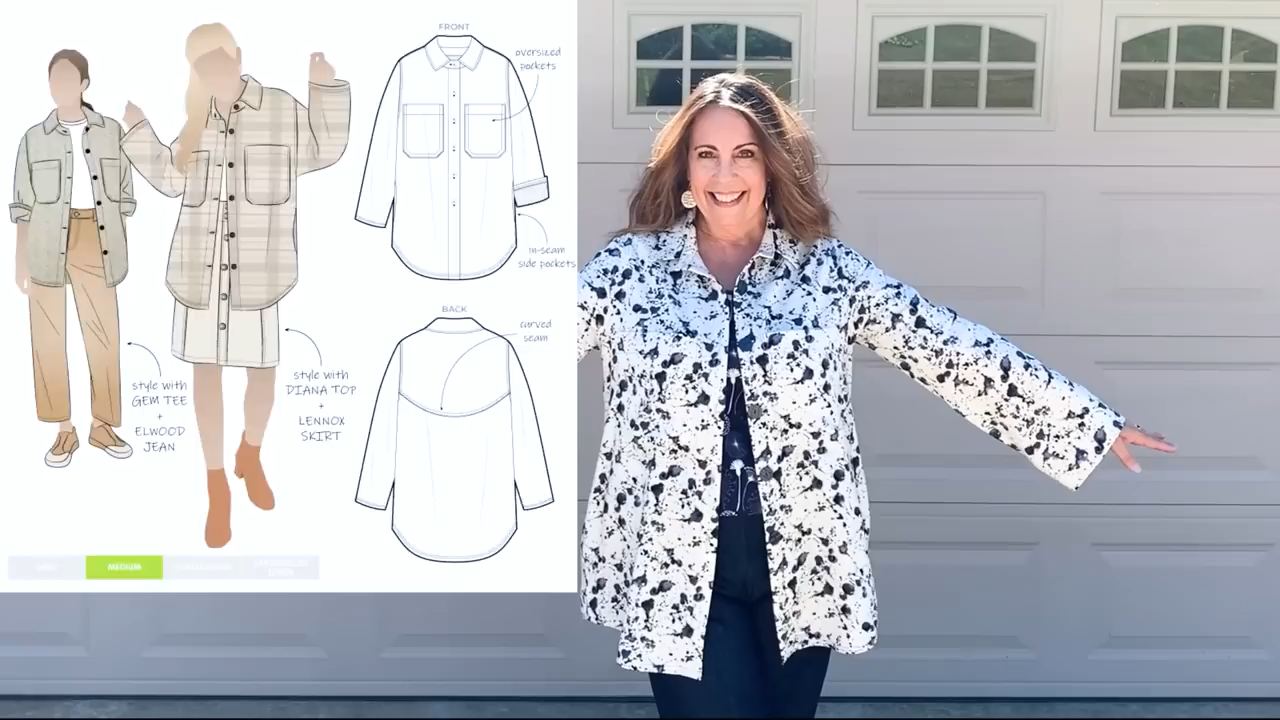 FRONT
oversized
pockets
in-seam
side pockets
BACK
curved
seam
style with
GEM TEE
+
ELWOOD
JEAN
style with
DIANA TOP
+
LENNOX
SKIRT
MEDIUM